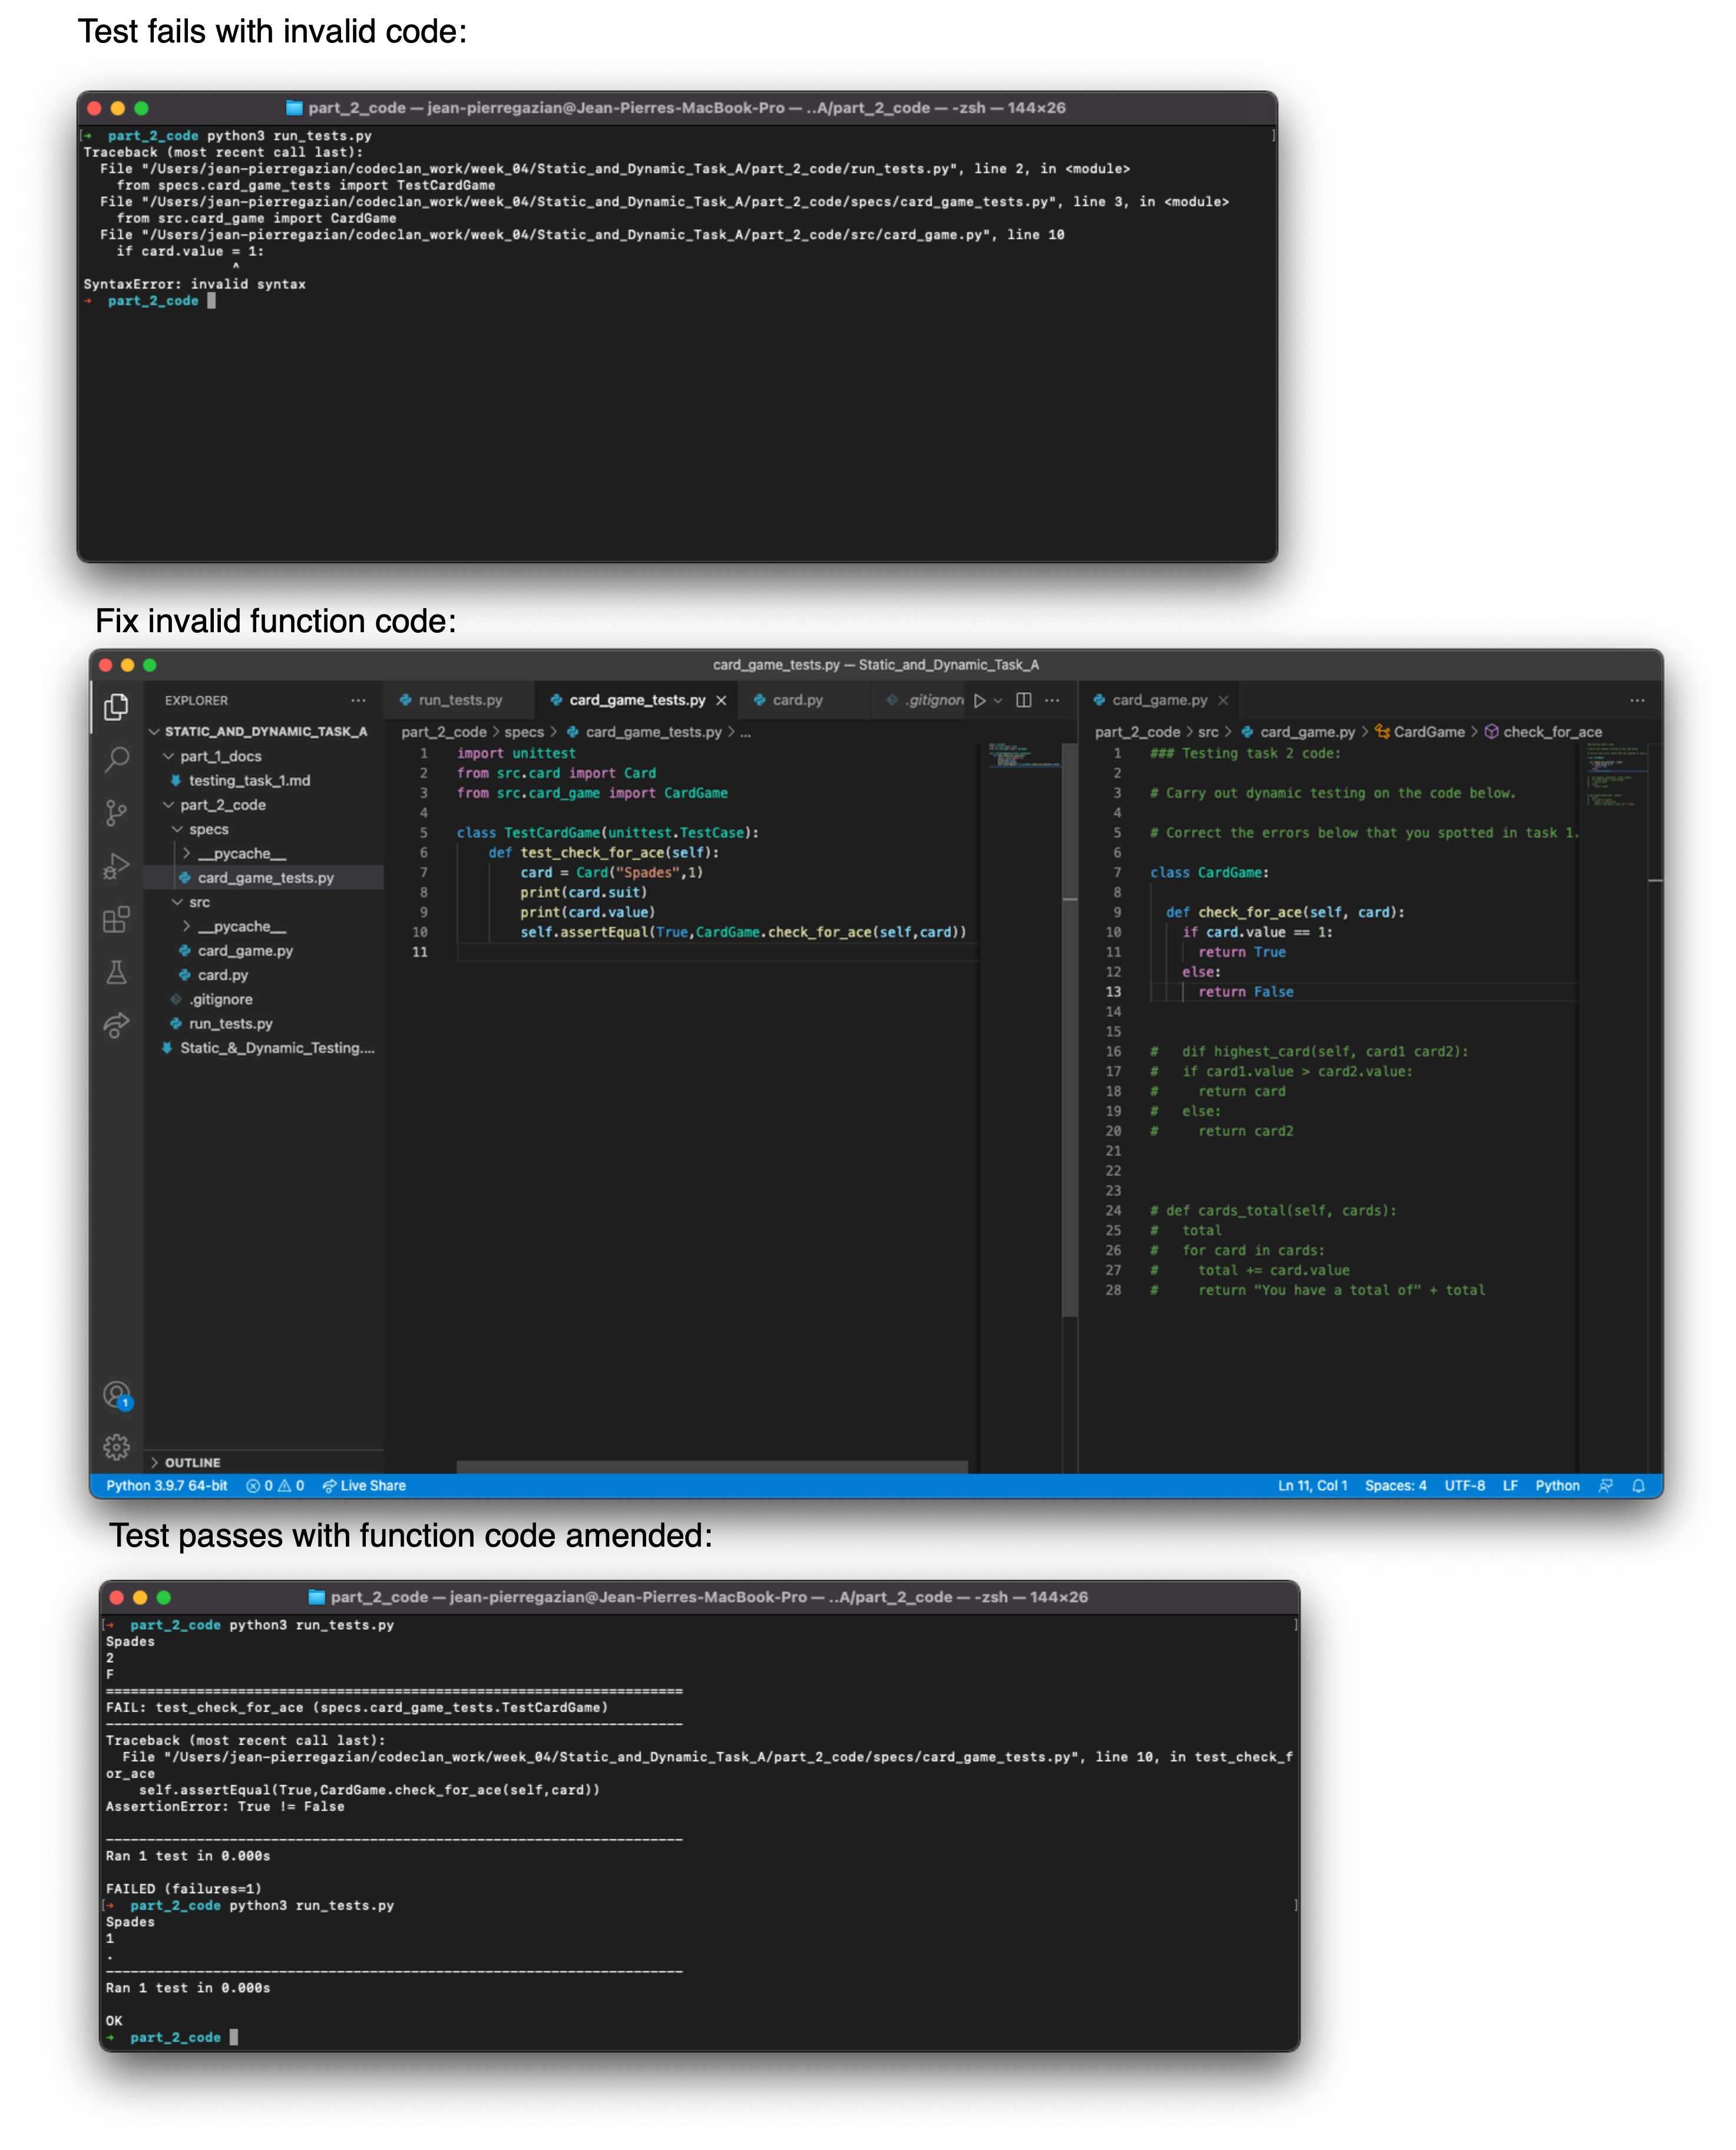 Test fails with invalid code:
part_2_code — jean-pierregazian@Jean-Pierres-MacBook-Pro — ..A/part_2_code — -zsh — 144×26
[→ part_2_code python3 run_tests.py ]
Traceback (most recent call last):
  File "/Users/jean-pierregazian/codeclan_work/week_04/Static_and_Dynamic_Task_A/part_2_code/run_tests.py", line 2, in <module>
    from specs.card_game_tests import TestCardGame
  File "/Users/jean-pierregazian/codeclan_work/week_04/Static_and_Dynamic_Task_A/part_2_code/specs/card_game_tests.py", line 3, in <module>
    from src.card_game import CardGame
  File "/Users/jean-pierregazian/codeclan_work/week_04/Static_and_Dynamic_Task_A/part_2_code/src/card_game.py", line 10
    if card.value = 1:
                  ^
SyntaxError: invalid syntax
→ part_2_code
Fix invalid function code:
card_game_tests.py — Static_and_Dynamic_Task_A
EXPLORER ...
STATIC_AND_DYNAMIC_TASK_A
part_1_docs
testing_task_1.md
part_2_code
specs
__pycache__
card_game_tests.py
src
__pycache__
card_game.py
card.py
.gitignore
run_tests.py
Static_&_Dynamic_Testing....
OUTLINE
run_tests.py card_game_tests.py card.py .gitignore
part_2_code > specs > card_game_tests.py > ...
1 import unittest
2 from src.card import Card
3 from src.card_game import CardGame
4
5 class TestCardGame(unittest.TestCase):
6     def test_check_for_ace(self):
7         card = Card("Spades",1)
8         print(card.suit)
9         print(card.value)
10         self.assertEqual(True,CardGame.check_for_ace(self,card))
11
card_game.py
part_2_code > src > card_game.py > CardGame > check_for_ace
1 ### Testing task 2 code:
2
3 # Carry out dynamic testing on the code below.
4
5 # Correct the errors below that you spotted in task 1.
6
7 class CardGame:
8
9   def check_for_ace(self, card):
10     if card.value == 1:
11       return True
12     else:
13       return False
14
15
16 #   dif highest_card(self, card1 card2):
17 #   if card1.value > card2.value:
18 #     return card
19 #   else:
20 #     return card2
21
22
23
24 # def cards_total(self, cards):
25 #   total
26 #   for card in cards:
27 #     total += card.value
28 #     return "You have a total of" + total
1
Python 3.9.7 64-bit 0 0 Live Share Ln 11, Col 1 Spaces: 4 UTF-8 LF Python
Test passes with function code amended:
part_2_code — jean-pierregazian@Jean-Pierres-MacBook-Pro — ..A/part_2_code — -zsh — 144×26
[→ part_2_code python3 run_tests.py ]
Spades
2
F
======================================================================
FAIL: test_check_for_ace (specs.card_game_tests.TestCardGame)
----------------------------------------------------------------------
Traceback (most recent call last):
  File "/Users/jean-pierregazian/codeclan_work/week_04/Static_and_Dynamic_Task_A/part_2_code/specs/card_game_tests.py", line 10, in test_check_f
or_ace
    self.assertEqual(True,CardGame.check_for_ace(self,card))
AssertionError: True != False
----------------------------------------------------------------------
Ran 1 test in 0.000s
FAILED (failures=1)
[→ part_2_code python3 run_tests.py ]
Spades
1
.
----------------------------------------------------------------------
Ran 1 test in 0.000s
OK
→ part_2_code